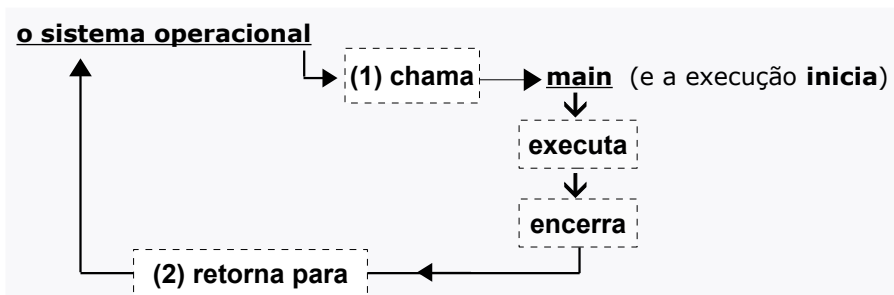 o sistema operacional
(1) chama
main (e a execução inicia)
executa
encerra
(2) retorna para